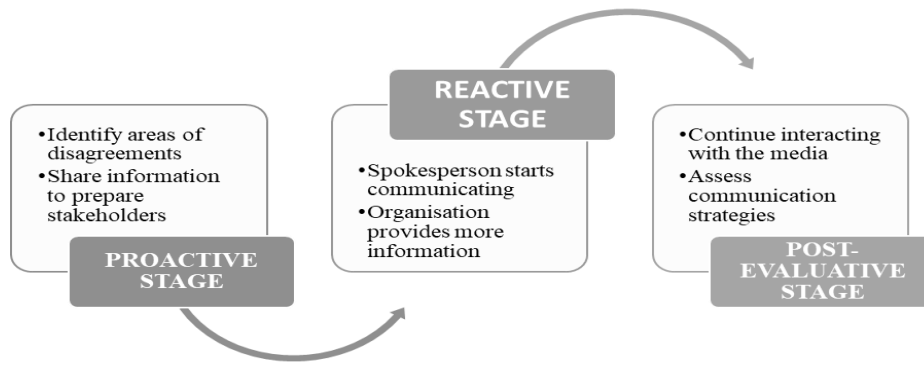 •Identify areas of
disagreements
•Share information
to prepare
stakeholders
PROACTIVE
STAGE
REACTIVE
STAGE
•Spokesperson starts
communicating
•Organisation
provides more
information
•Continue interacting
with the media
•Assess
communication
strategies
POST-
EVALUATIVE
STAGE